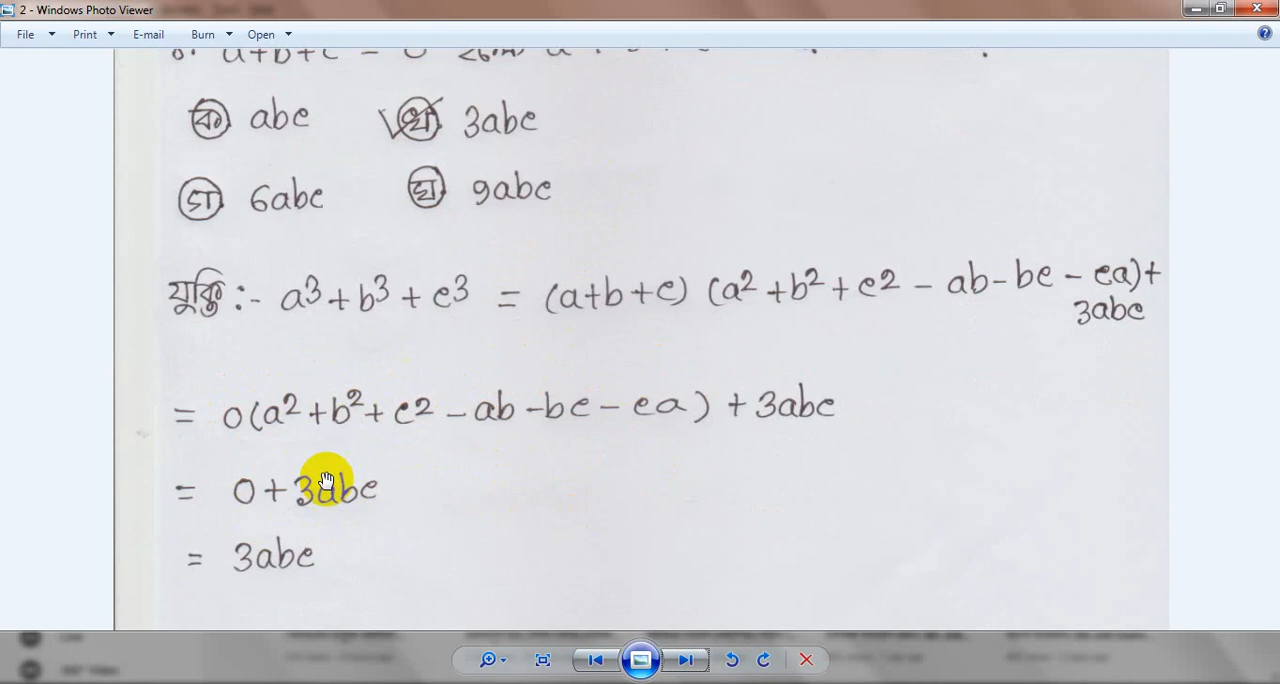 2 - Windows Photo Viewer
File Print E-mail Burn Open
a+b+c = 0
ক abc খ 3abc
গ 6abc ঘ 9abc
যুক্তি:- a³+b³+c³ = (a+b+c) (a²+b²+c² - ab-bc-ca)+
3abc
= 0(a²+b²+c²-ab-bc-ca) + 3abc
= 0+3abc
= 3abc